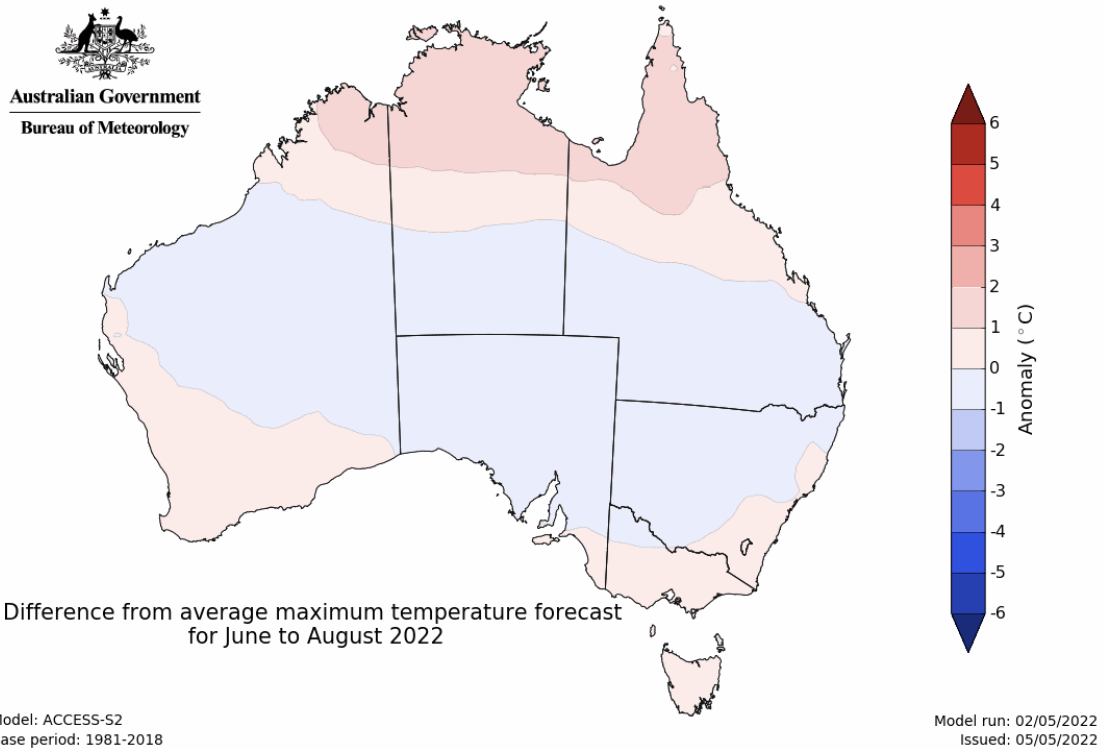 Australian Government
Bureau of Meteorology
6
5
4
3
2
1
0
-1
-2
-3
-4
-5
-6
Anomaly (°C)
Difference from average maximum temperature forecast
for June to August 2022
Model: ACCESS-S2
ase period: 1981-2018
Model run: 02/05/2022
Issued: 05/05/2022